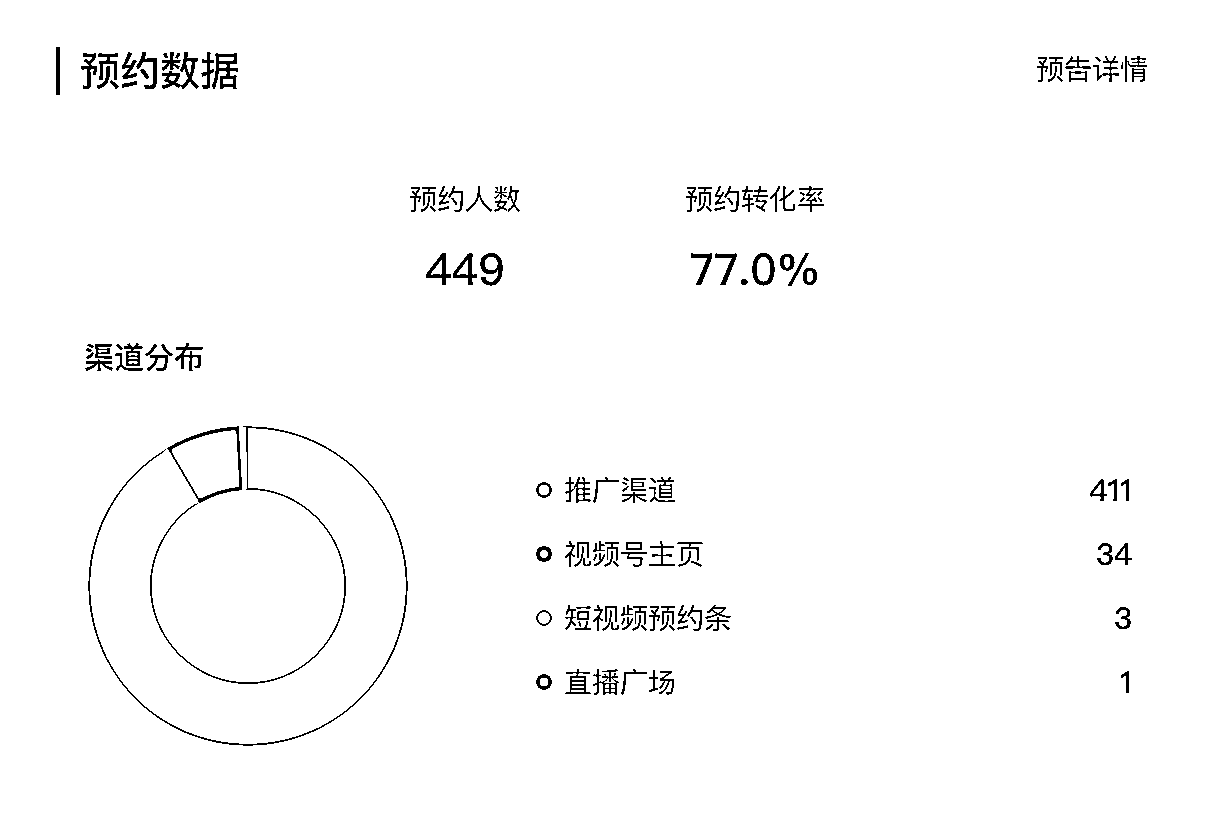 预约数据
预告详情
预约人数
预约转化率
449
77.0%
渠道分布
推广渠道 411
视频号主页 34
短视频预约条 3
直播广场 1